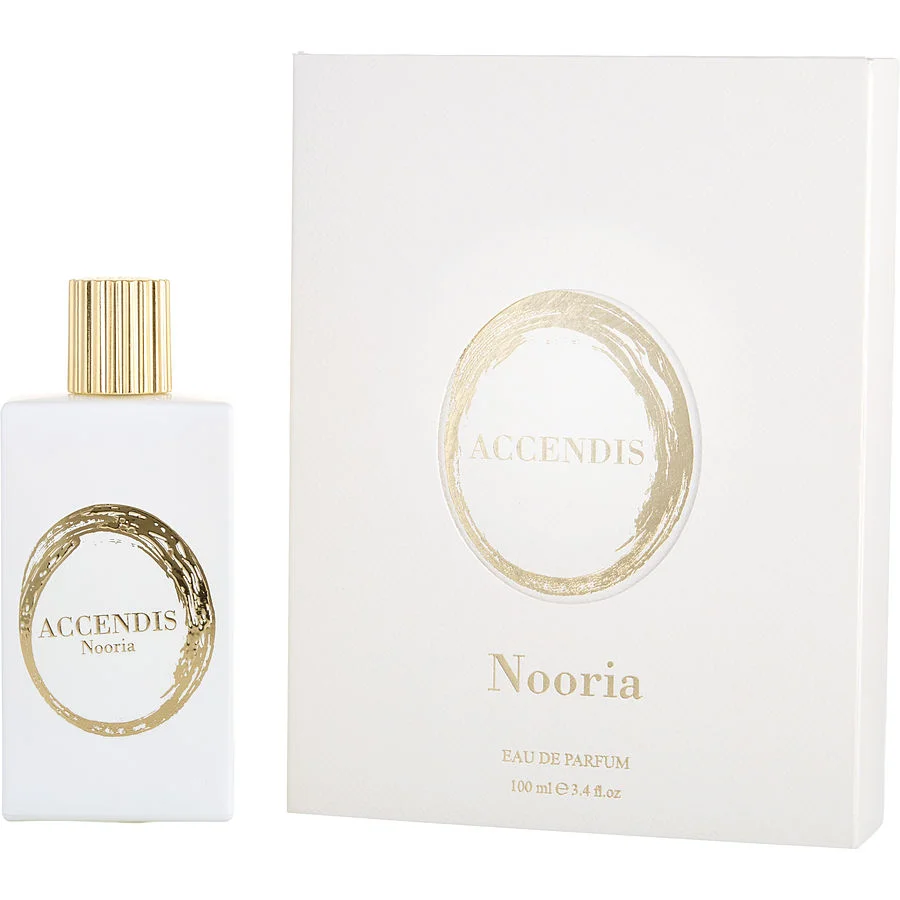 ACCENDIS
Nooria
ACCENDIS
Nooria
EAU DE PARFUM
100 ml ℮ 3,4 fl.oz